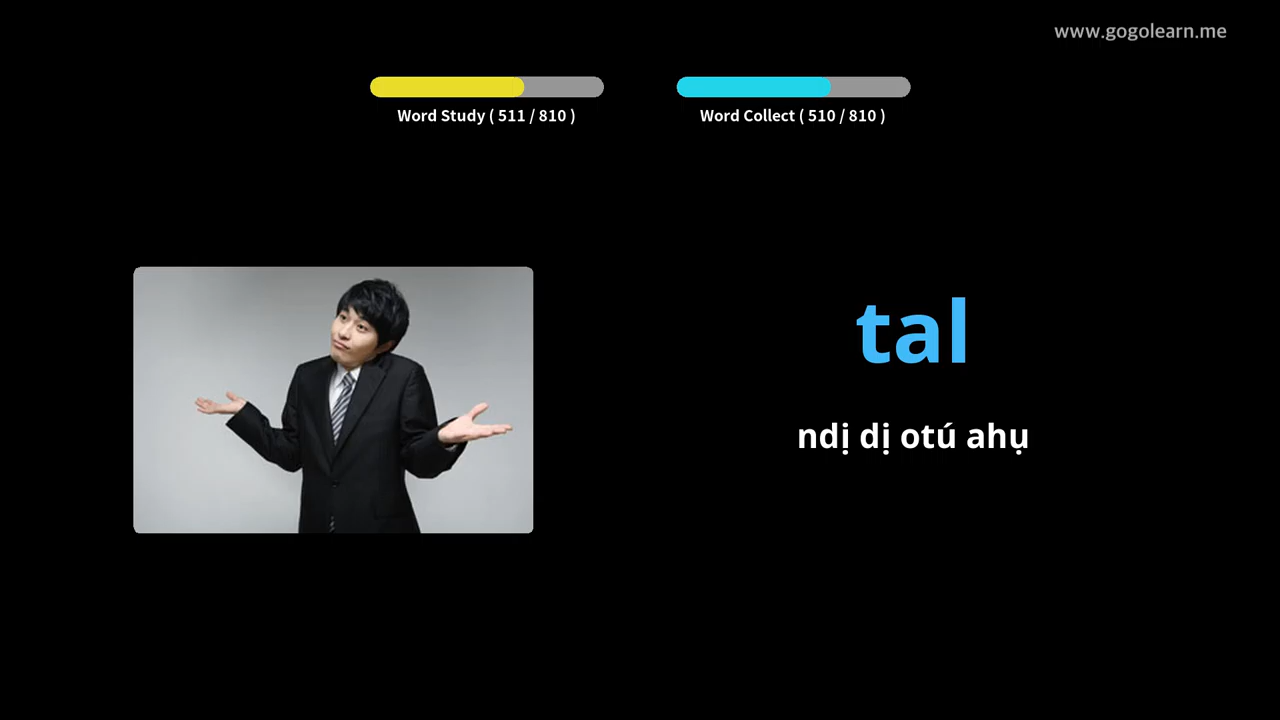 www.gogolearn.me
Word Study ( 511 / 810 )
Word Collect ( 510 / 810 )
tal
ndị dị otú ahụ